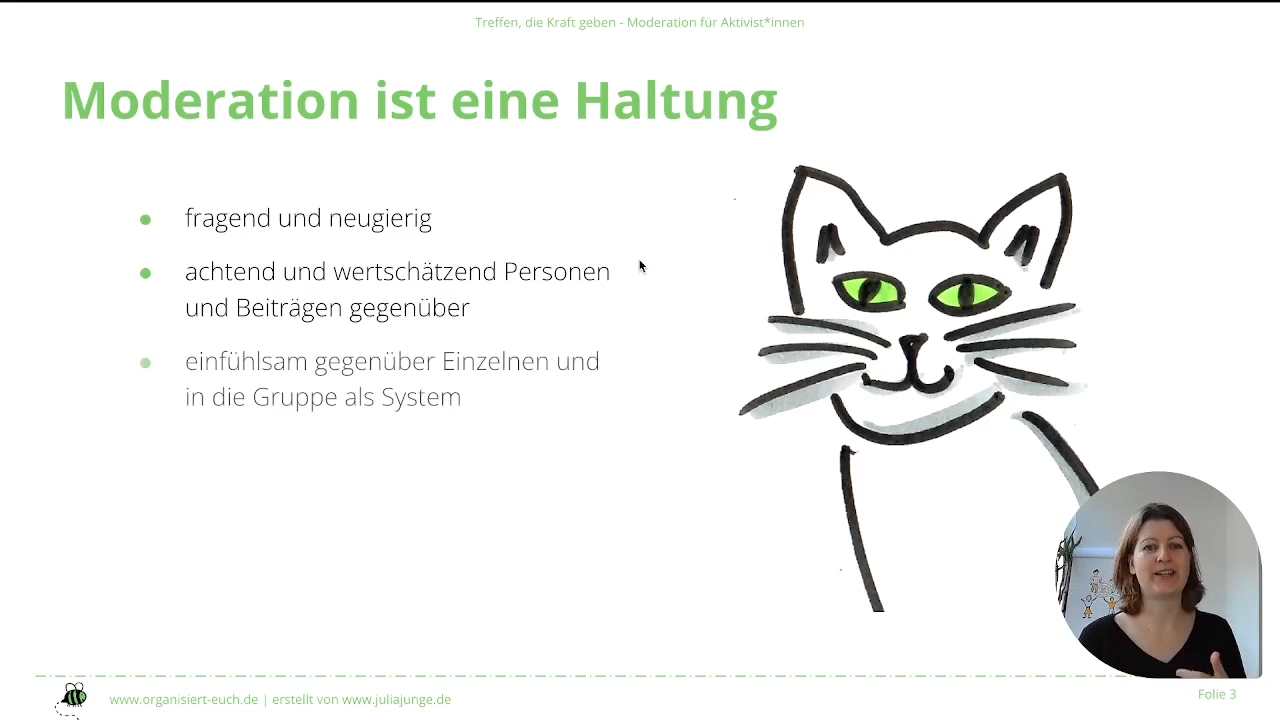 Treffen, die Kraft geben - Moderation für Aktivist*innen
Moderation ist eine Haltung
fragend und neugierig
achtend und wertschätzend Personen
und Beiträgen gegenüber
einfühlsam gegenüber Einzelnen und
in die Gruppe als System
www.organisiert-euch.de | erstellt von www.juliajunge.de
Folie 3